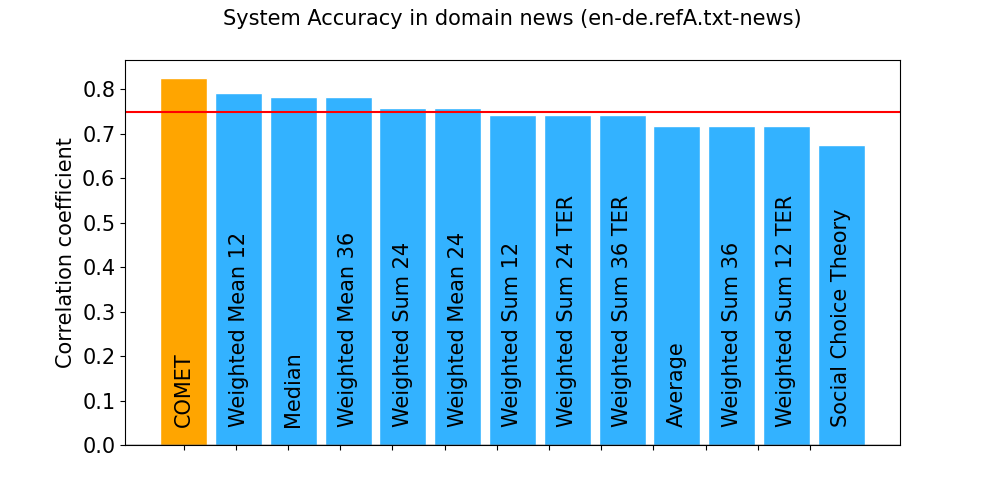 System Accuracy in domain news (en-de.refA.txt-news)
Correlation coefficient
0.8
0.7
0.6
0.5
0.4
0.3
0.2
0.1
0.0
COMET
Weighted Mean 12
Median
Weighted Mean 36
Weighted Sum 24
Weighted Mean 24
Weighted Sum 12
Weighted Sum 24 TER
Weighted Sum 36 TER
Average
Weighted Sum 36
Weighted Sum 12 TER
Social Choice Theory